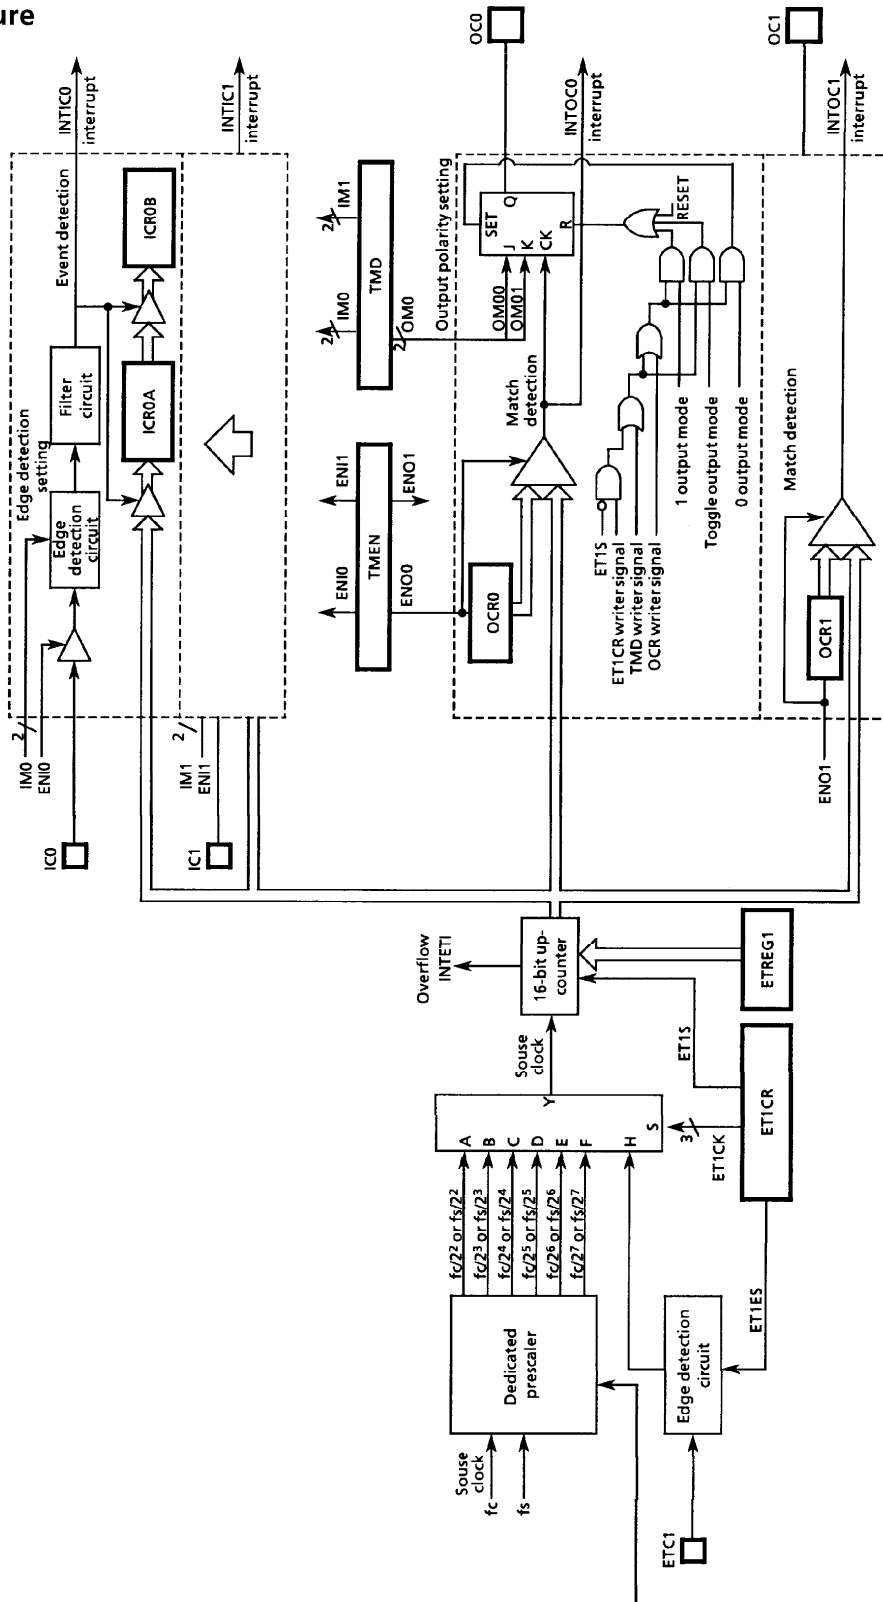 ure
IC0
IM0
ENI0
2
Edge detection
setting
Edge
detection
circuit
Filter
circuit
Event detection
INTIC0
interrupt
ICR0A
ICR0B
IC1
IM1
ENI1
2
INTIC1
interrupt
TMEN
ENI0
ENI1
ENO0
ENO1
TMD
2
IM0
2
IM1
2
OM0
Output polarity setting
OC0
INTOC0
interrupt
OCR0
Match
detection
OM00
OM01
SET
J
K
CK
Q
R
RESET
ET1S
ET1CR writer signal
TMD writer signal
OCR writer signal
1 output mode
Toggle output mode
0 output mode
OC1
INTOC1
interrupt
Match detection
OCR1
ENO1
Overflow
INTETI
16-bit up-
counter
Souse
clock
ETREG1
ET1S
ET1CR
3
ET1CK
ET1ES
Y
S
A
B
C
D
E
F
H
fc/2² or fs/2²
fc/2³ or fs/2³
fc/2⁴ or fs/2⁴
fc/2⁵ or fs/2⁵
fc/2⁶ or fs/2⁶
fc/2⁷ or fs/2⁷
Dedicated
prescaler
Souse
clock
fc
fs
Edge detection
circuit
ETC1